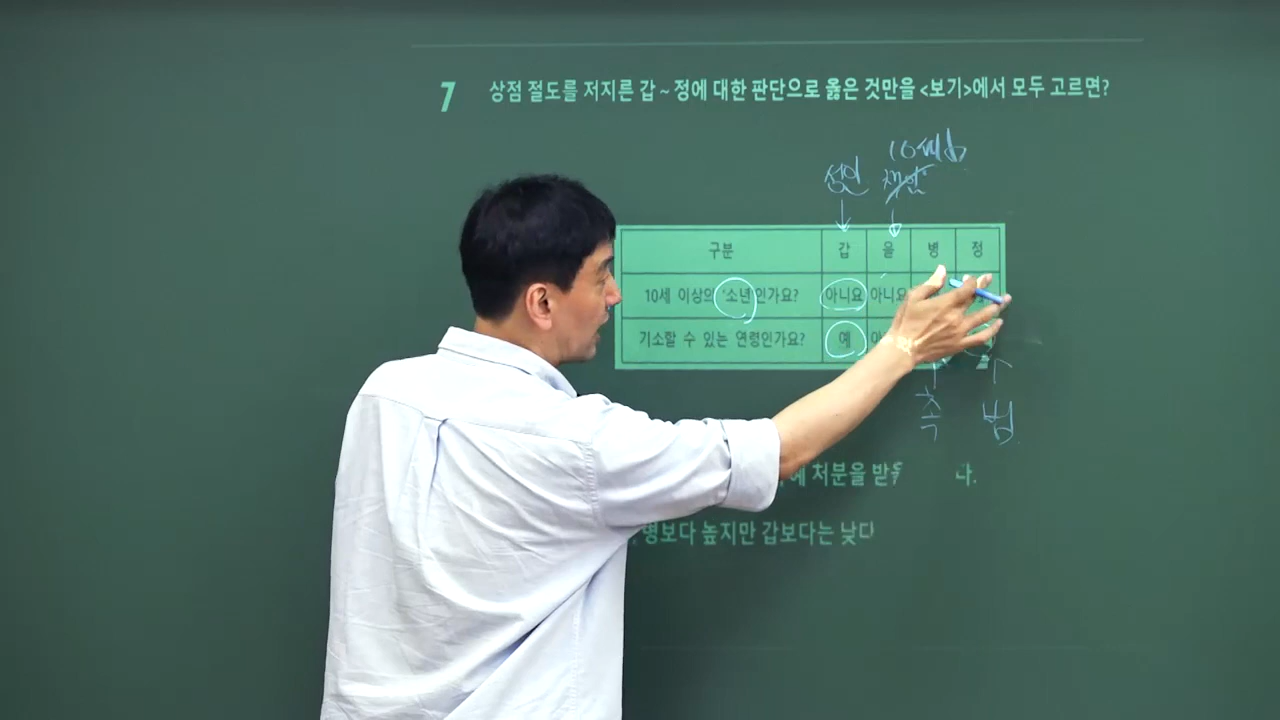 7 상점 절도를 저지른 갑 ~ 정에 대한 판단으로 옳은 것만을 <보기>에서 모두 고르면?
10세
성인
구분 갑 을 병 정
10세 이상의 '소년'인가요? 아니요 아니요
기소할 수 있는 연령인가요? 예 아
촉 범
에 처분을 받을 다.
병보다 높지만 갑보다는 낮다